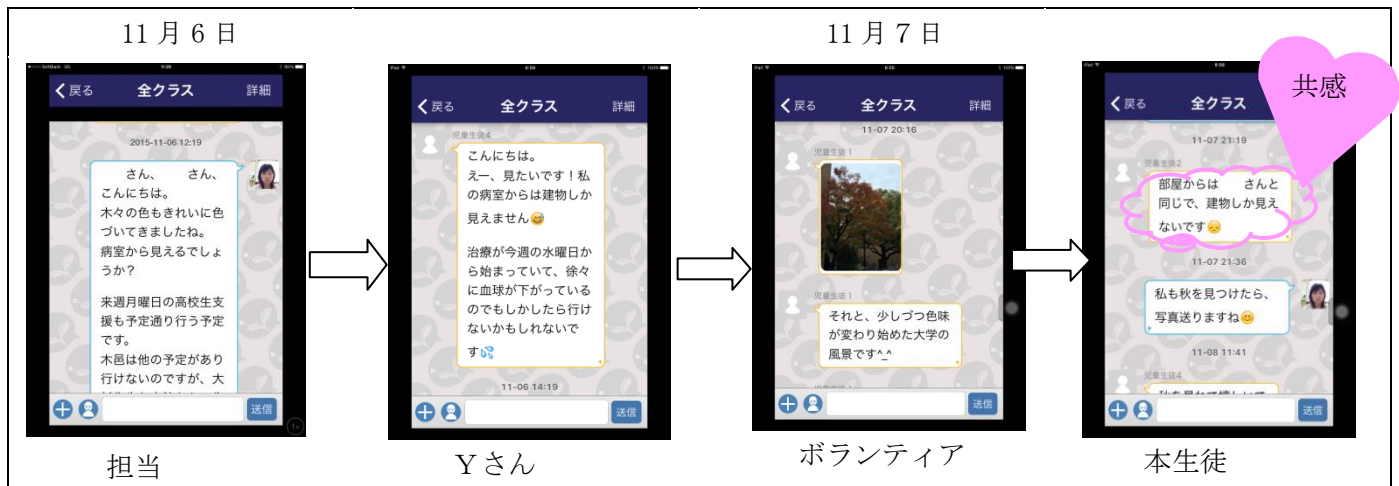 11月6日
11月7日
共感
戻る
全クラス
詳細
2015-11-06 12:19
さん、 さん、
こんにちは。
木々の色もきれいに色
づいてきましたね。
病室から見えるでしょ
うか？
来週月曜日の高校生支
援も予定通り行う予定
です。
木邑は他の予定があり
行けないのですが、大
送信
担当
戻る
全クラス
詳細
児童生徒4
こんにちは。
えー、見たいです！私
の病室からは建物しか
見えません😅
治療が今週の水曜日か
ら始まっていて、徐々
に血球が下がっている
のでもしかしたら行け
ないかもしれないで
す💦
11-06 14:19
送信
Yさん
戻る
全クラス
詳細
11-07 20:16
児童生徒1
児童生徒1
それと、少しづつ色味
が変わり始めた大学の
風景です^_^
送信
ボランティア
戻る
全クラス
11-07 21:19
児童生徒2
部屋からは さんと
同じで、建物しか見え
ないです😞
11-07 21:36
私も秋を見つけたら、
写真送りますね😊
11-08 11:41
児童生徒4
送信
本生徒